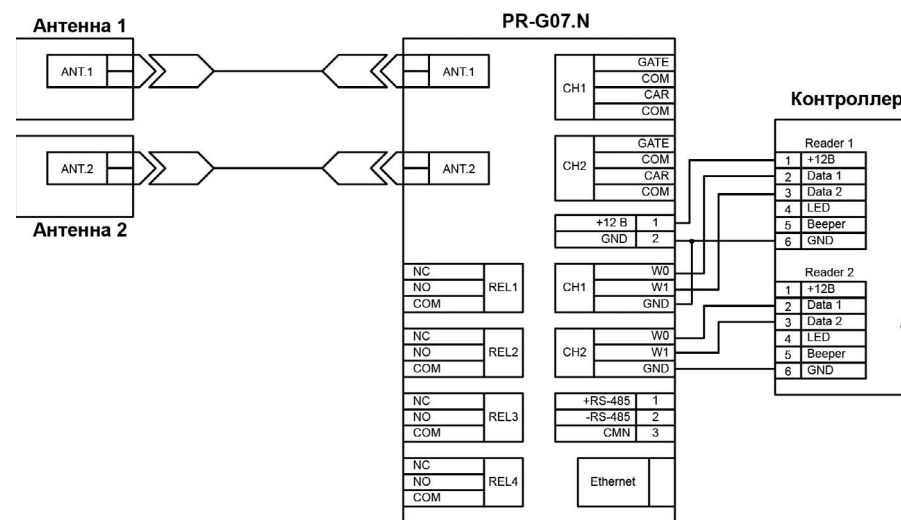 Антенна 1
ANT.1
ANT.2
Антенна 2
PR-G07.N
ANT.1
ANT.2
NC
NO
COM
REL1
NC
NO
COM
REL2
NC
NO
COM
REL3
NC
NO
COM
REL4
CH1
GATE
COM
CAR
COM
CH2
GATE
COM
CAR
COM
+12 В 1
GND 2
CH1
W0
W1
GND
CH2
W0
W1
GND
+RS-485 1
-RS-485 2
CMN 3
Ethernet
Контроллер
Reader 1
1 +12В
2 Data 1
3 Data 2
4 LED
5 Beeper
6 GND
Reader 2
1 +12В
2 Data 1
3 Data 2
4 LED
5 Beeper
6 GND